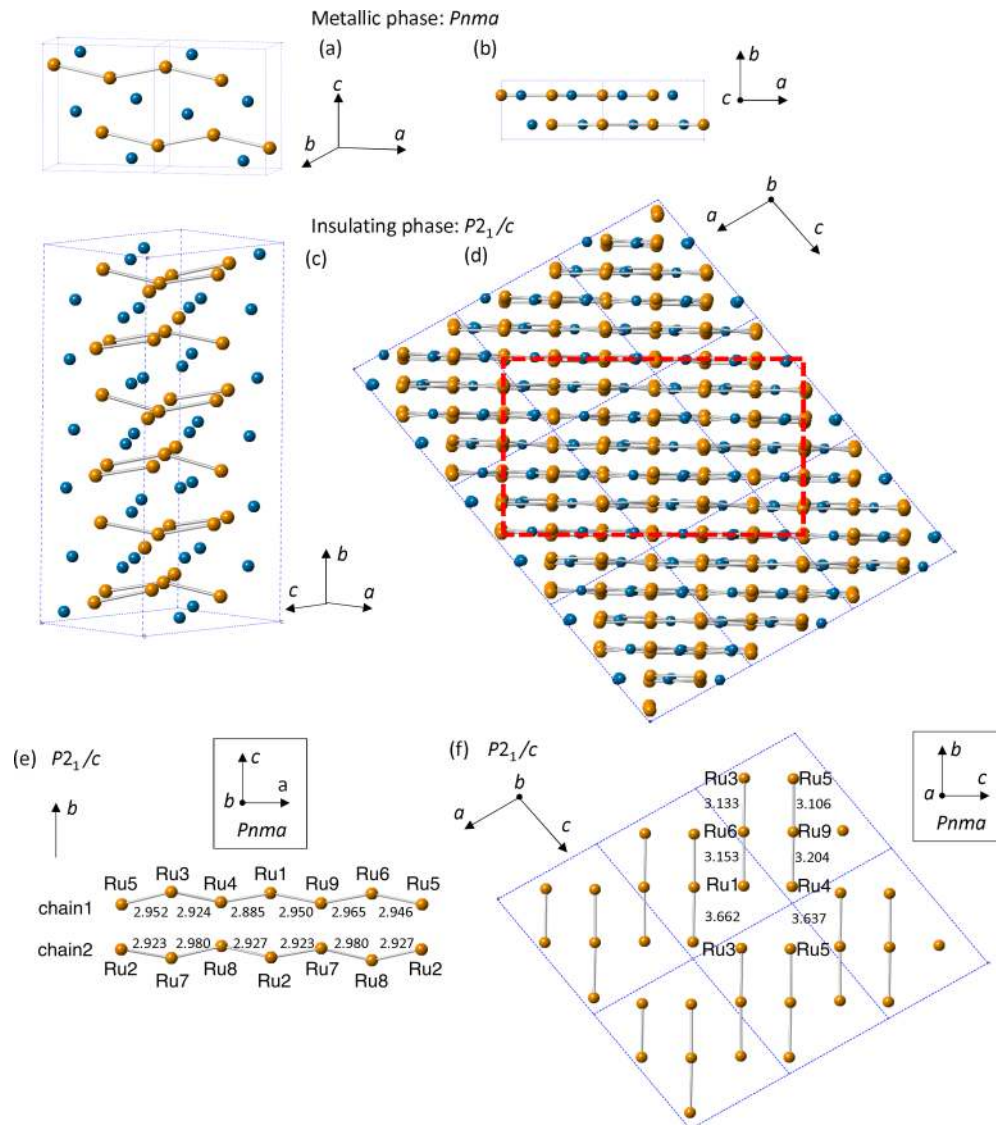 Metallic phase: Pnma
(a)
(b)
c
b
a
b
c
a
Insulating phase: P2₁/c
(c)
(d)
b
a
c
b
c
a
(e) P2₁/c
b
c
b
a
Pnma
Ru5 Ru3 Ru4 Ru1 Ru9 Ru6 Ru5
chain1
2.952 2.924 2.885 2.950 2.965 2.946
chain2
2.923 2.980 2.927 2.923 2.980 2.927
Ru2 Ru7 Ru8 Ru2 Ru7 Ru8 Ru2
(f) P2₁/c
b
a
c
b
a
c
Pnma
Ru3 Ru5
3.133 3.106
Ru6 Ru9
3.153 3.204
Ru1 Ru4
3.662 3.637
Ru3 Ru5